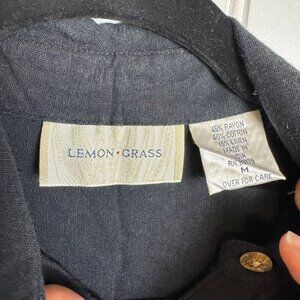 LEMON • GRASS
45% RAYON
40% COTTON
15% LINEN
MADE IN
M
OVER FOR CARE